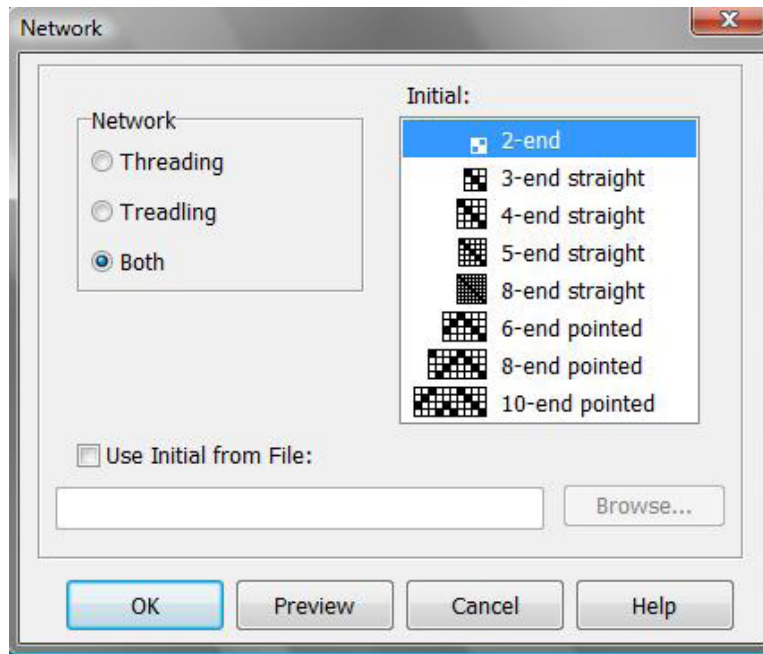 Network
Network
Threading
Treadling
Both
Initial:
2-end
3-end straight
4-end straight
5-end straight
8-end straight
6-end pointed
8-end pointed
10-end pointed
Use Initial from File:
Browse...
OK
Preview
Cancel
Help